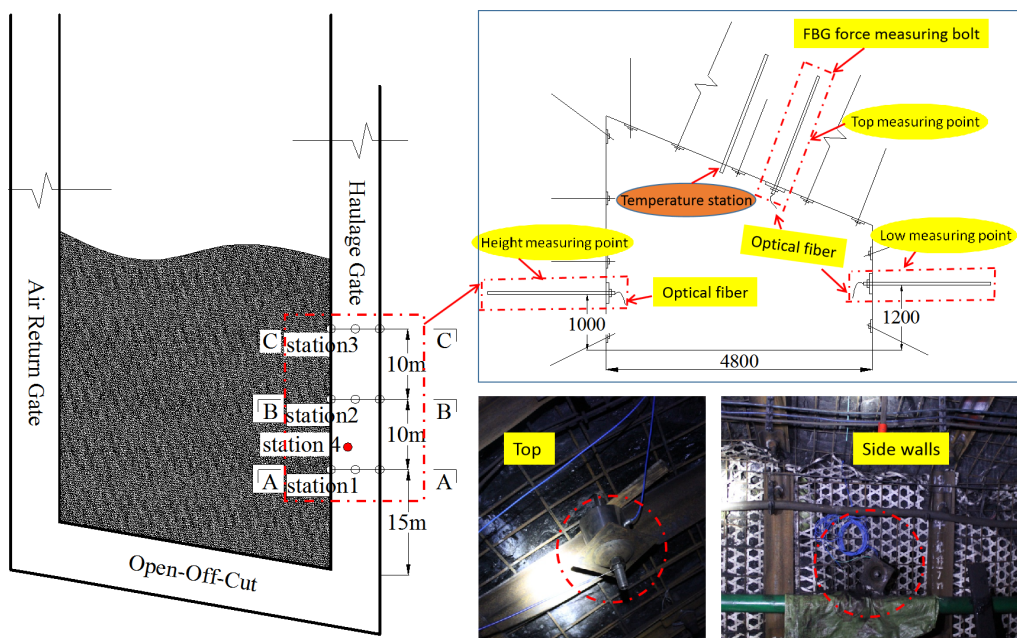 Air Return Gate
Haulage Gate
Open-Off-Cut
C
station3
C
10m
B
station2
B
10m
station 4
A
station1
A
15m
FBG force measuring bolt
Top measuring point
Temperature station
Height measuring point
Optical fiber
Low measuring point
Optical fiber
1000
1200
4800
Top
Side walls